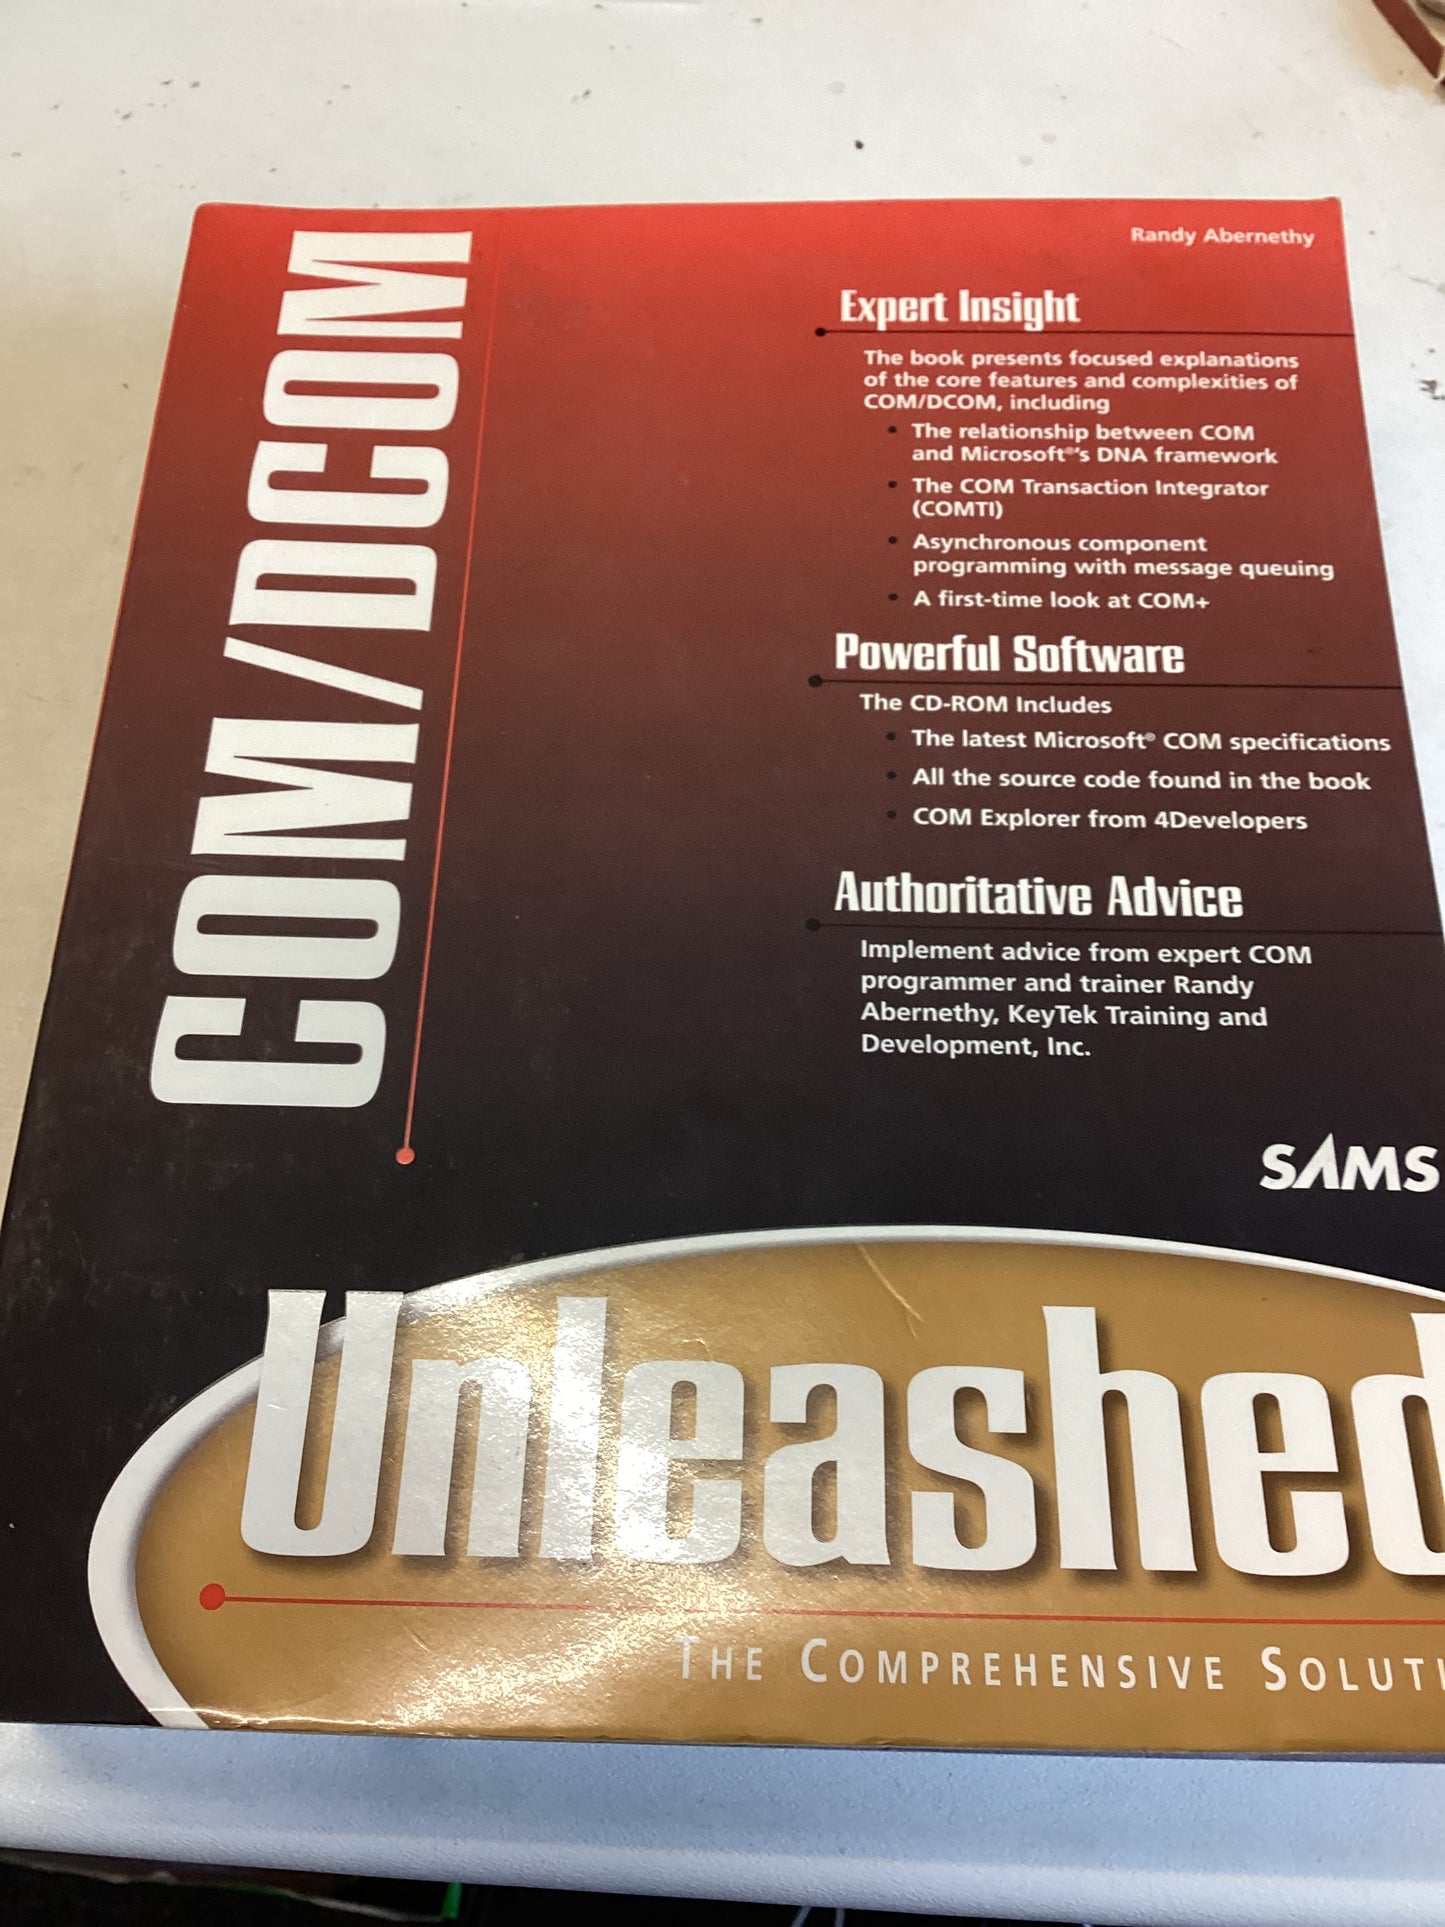 COM/DCOM
Randy Abernethy
Expert Insight
The book presents focused explanations
of the core features and complexities of
COM/DCOM, including
• The relationship between COM
and Microsoft®'s DNA framework
• The COM Transaction Integrator
(COMTI)
• Asynchronous component
programming with message queuing
• A first-time look at COM+
Powerful Software
The CD-ROM Includes
• The latest Microsoft® COM specifications
• All the source code found in the book
• COM Explorer from 4Developers
Authoritative Advice
Implement advice from expert COM
programmer and trainer Randy
Abernethy, KeyTek Training and
Development, Inc.
SAMS
Unleashed
THE COMPREHENSIVE SOLUTI